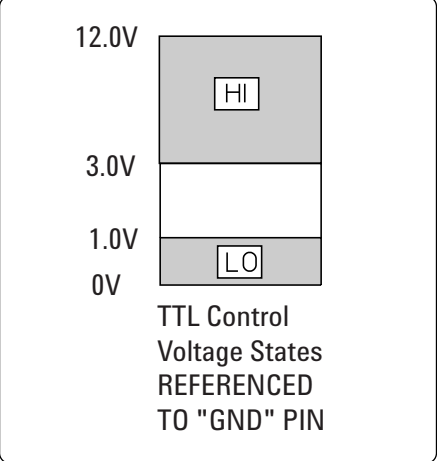 12.0V
HI
3.0V
1.0V
LO
0V
TTL Control
Voltage States
REFERENCED
TO "GND" PIN